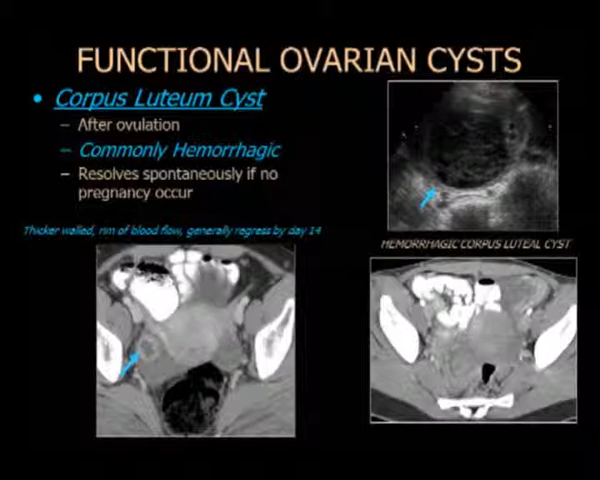 FUNCTIONAL OVARIAN CYSTS
• Corpus Luteum Cyst
– After ovulation
– Commonly Hemorrhagic
– Resolves spontaneously if no
pregnancy occur
Thicker walled, rim of blood flow, generally regress by day 14
HEMORRHAGIC CORPUS LUTEAL CYST